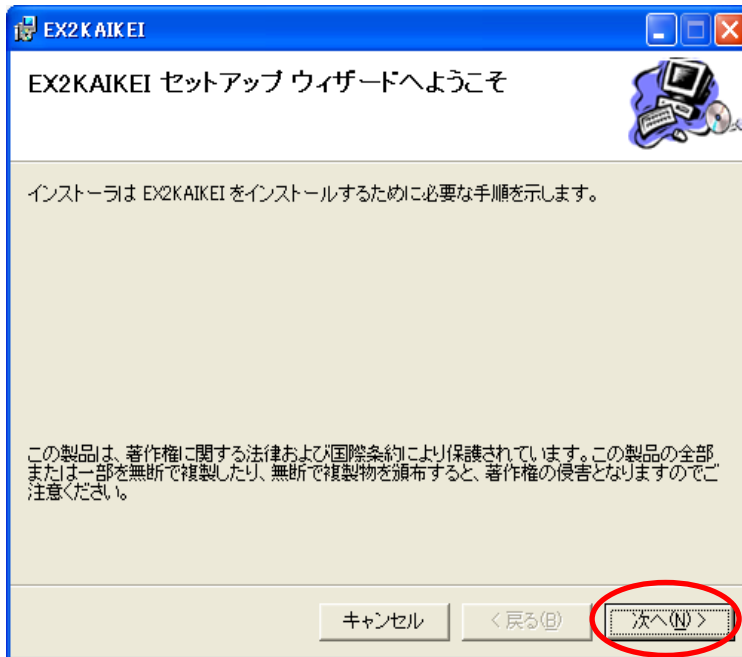 EX2KAIKEI
EX2KAIKEI セットアップ ウィザードへようこそ
インストーラは EX2KAIKEI をインストールするために必要な手順を示します。
この製品は、著作権に関する法律および国際条約により保護されています。この製品の全部
または一部を無断で複製したり、無断で複製物を頒布すると、著作権の侵害となりますのでご
注意ください。
キャンセル
< 戻る(B)
次へ(N) >